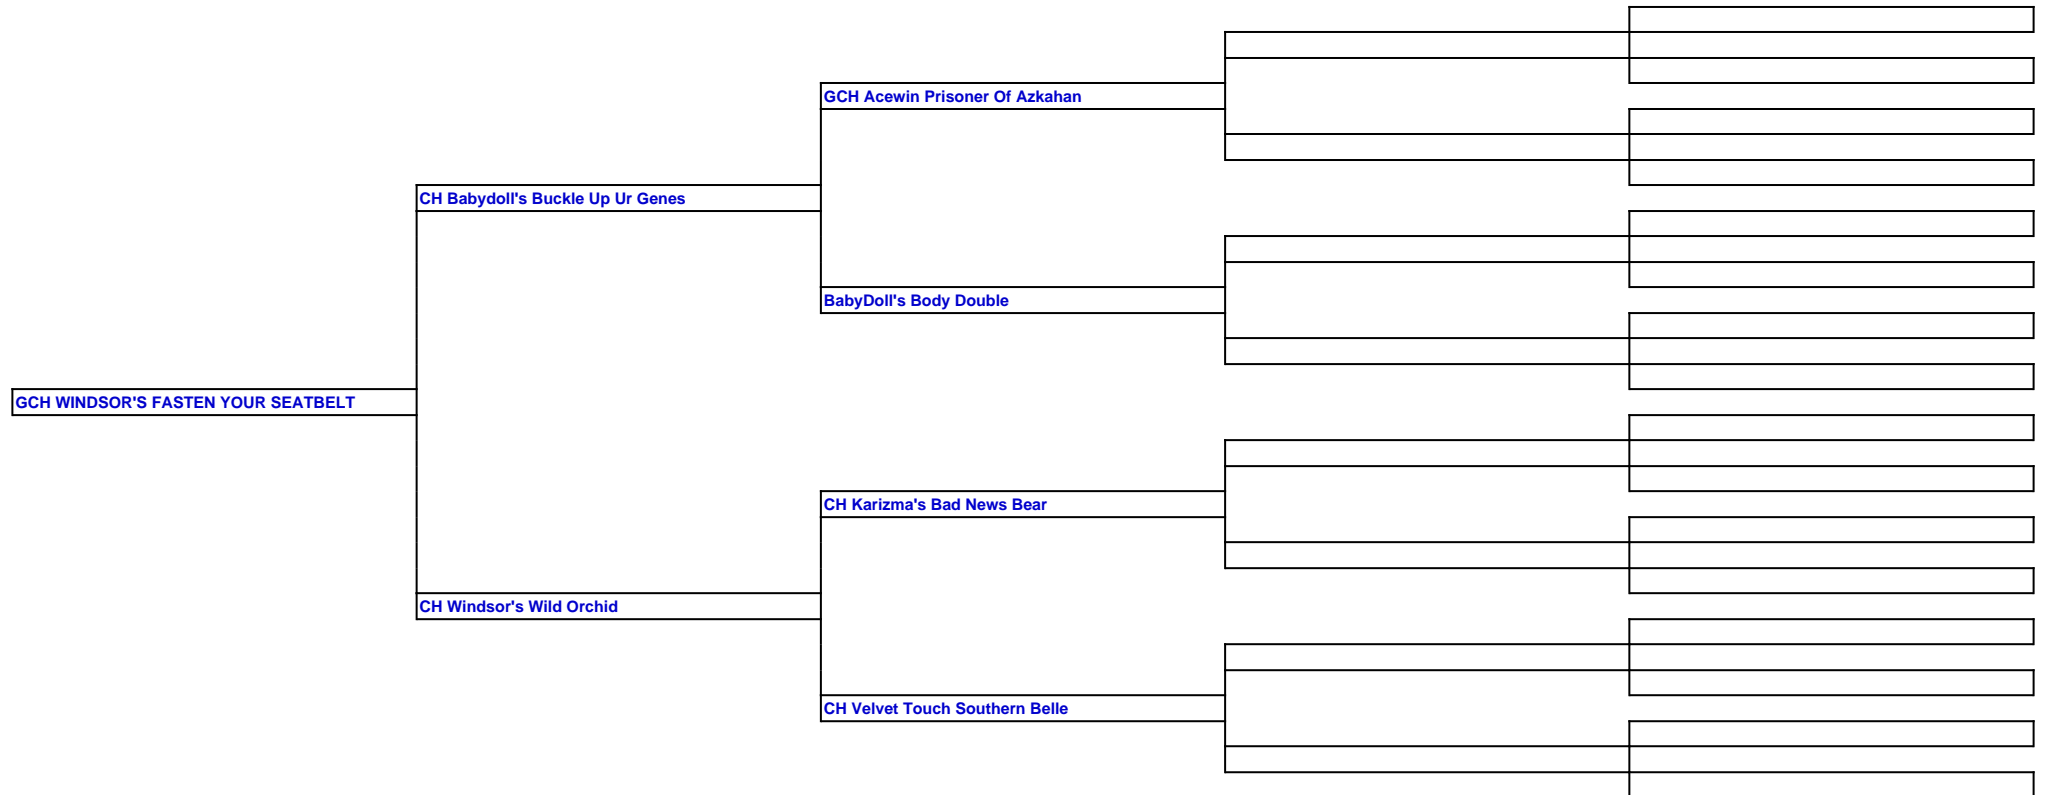 GCH Acewin Prisoner Of Azkahan
CH Babydoll's Buckle Up Ur Genes
BabyDoll's Body Double
GCH WINDSOR'S FASTEN YOUR SEATBELT
CH Karizma's Bad News Bear
CH Windsor's Wild Orchid
CH Velvet Touch Southern Belle